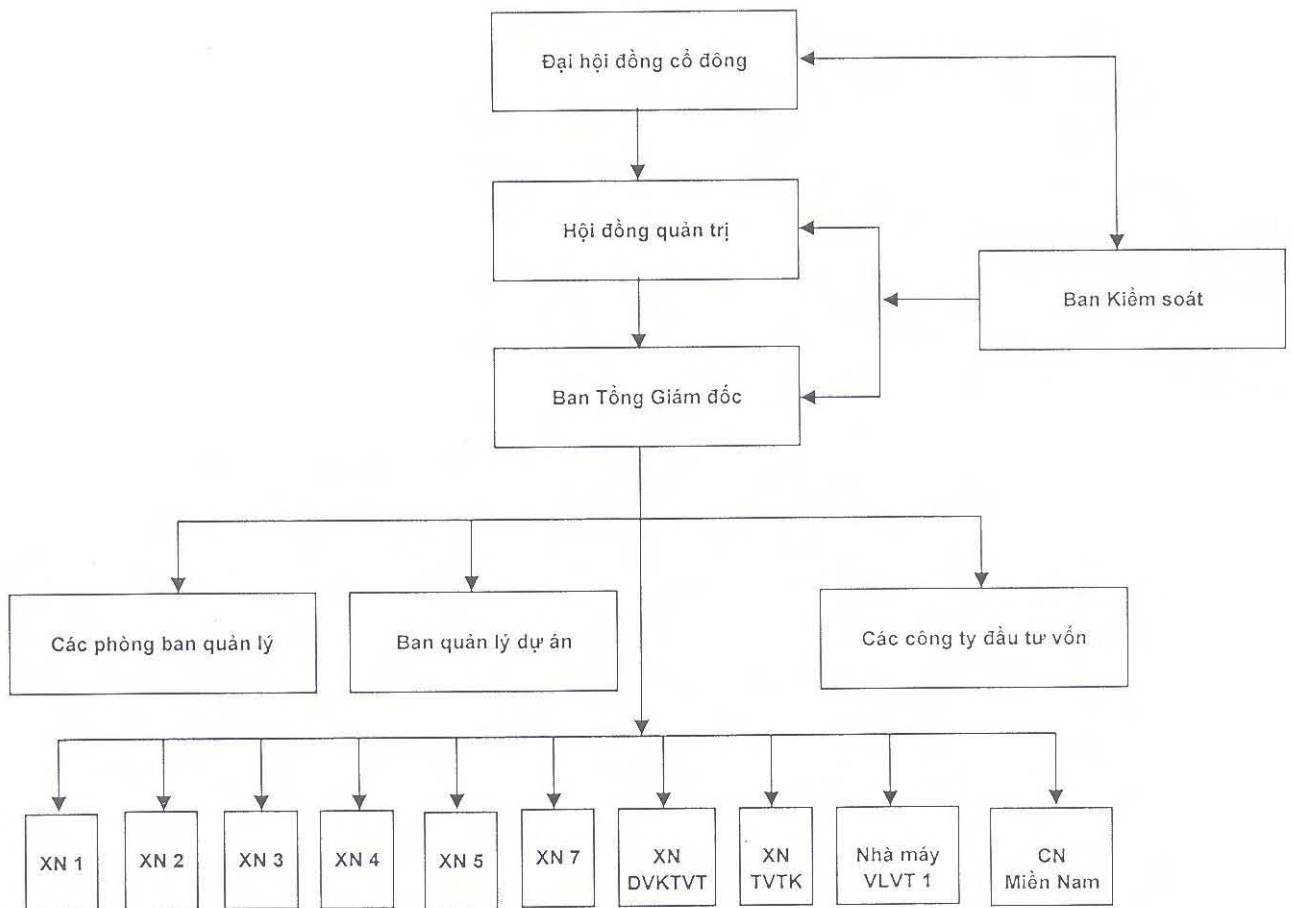 Đại hội đồng cổ đông
Hội đồng quản trị
Ban Kiểm soát
Ban Tổng Giám đốc
Các phòng ban quản lý
Ban quản lý dự án
Các công ty đầu tư vốn
XN 1
XN 2
XN 3
XN 4
XN 5
XN 7
XN
DVKTVT
XN
TVTK
Nhà máy
VLVT 1
CN
Miền Nam